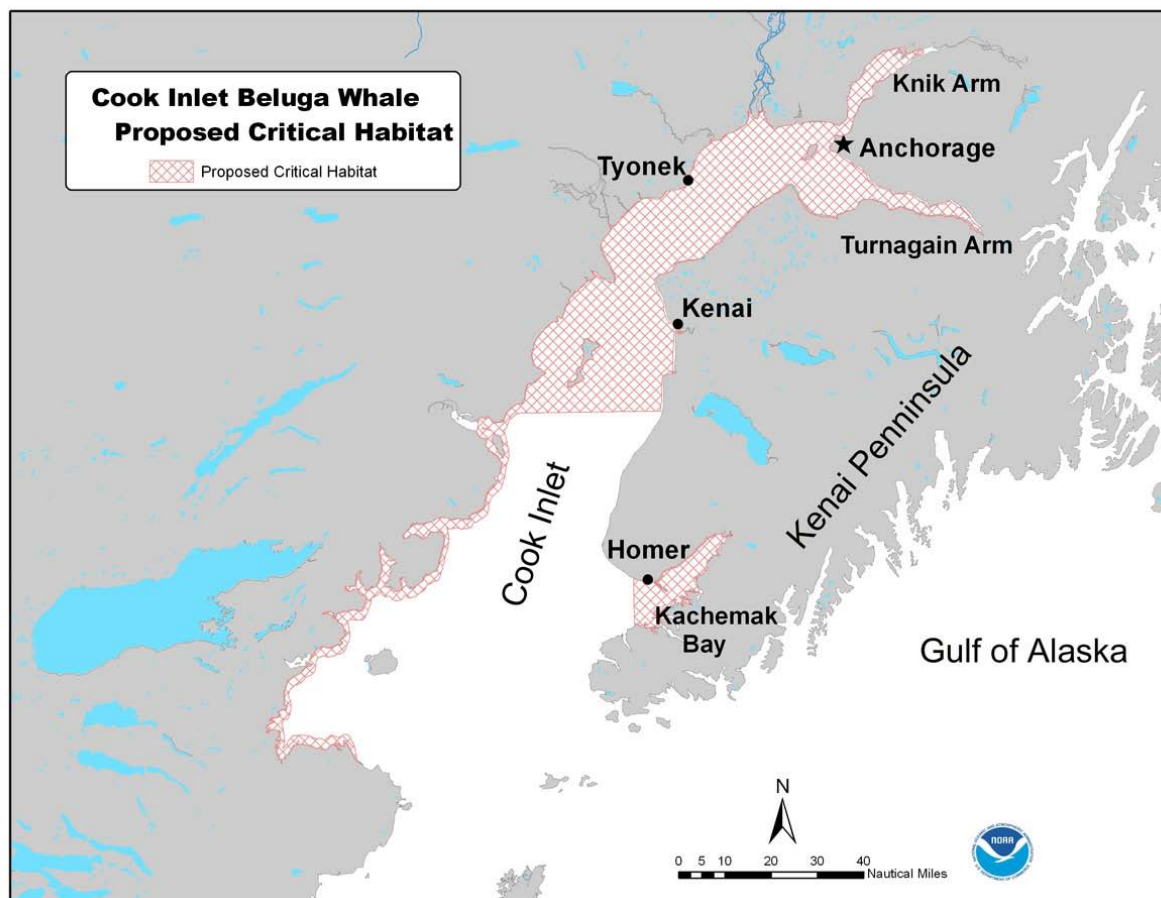 Cook Inlet Beluga Whale
Proposed Critical Habitat
Proposed Critical Habitat
Knik Arm
Anchorage
Tyonek
Turnagain Arm
Kenai
Kenai Penninsula
Cook Inlet
Homer
Kachemak
Bay
Gulf of Alaska
N
0 5 10 20 30 40
Nautical Miles
NOAA